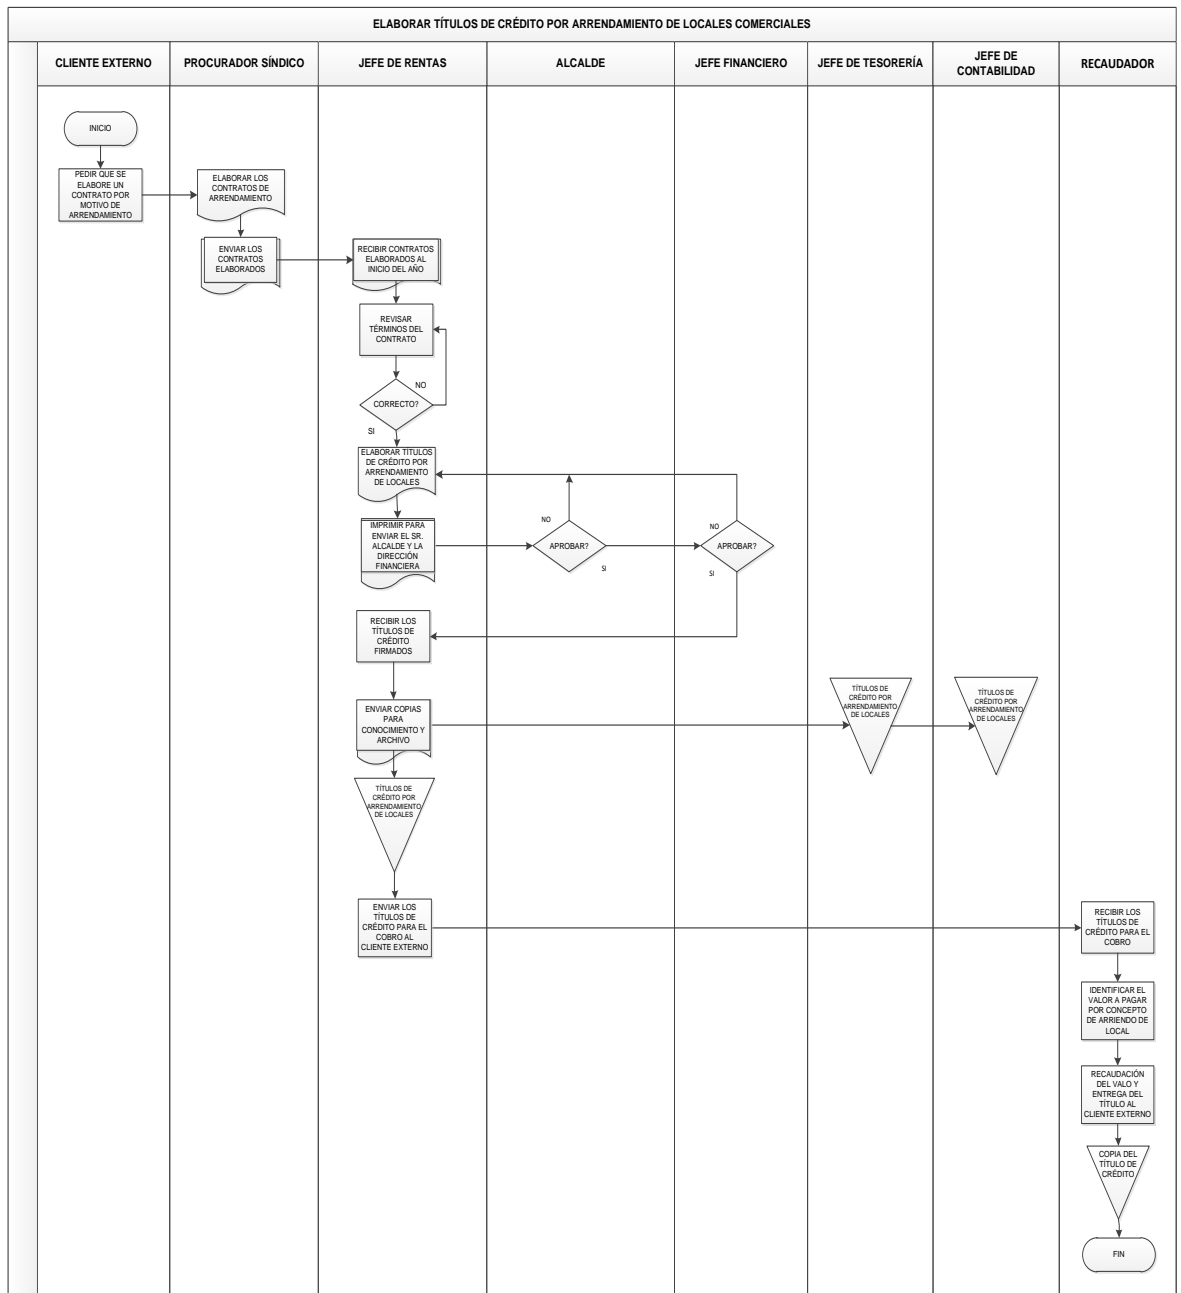 ELABORAR TÍTULOS DE CRÉDITO POR ARRENDAMIENTO DE LOCALES COMERCIALES
CLIENTE EXTERNO
PROCURADOR SÍNDICO
JEFE DE RENTAS
ALCALDE
JEFE FINANCIERO
JEFE DE TESORERÍA
JEFE DE
CONTABILIDAD
RECAUDADOR
INICIO
PEDIR QUE SE
ELABORE UN
CONTRATO POR
MOTIVO DE
ARRENDAMIENTO
ELABORAR LOS
CONTRATOS DE
ARRENDAMIENTO
ENVIAR LOS
CONTRATOS
ELABORADOS
RECIBIR CONTRATOS
ELABORADOS AL
INICIO DEL AÑO
REVISAR
TÉRMINOS DEL
CONTRATO
NO
CORRECTO?
SI
ELABORAR TÍTULOS
DE CRÉDITO POR
ARRENDAMIENTO
DE LOCALES
IMPRIMIR PARA
ENVIAR EL SR.
ALCALDE Y LA
DIRECCIÓN
FINANCIERA
NO
APROBAR?
SI
NO
APROBAR?
SI
RECIBIR LOS
TÍTULOS DE
CRÉDITO
FIRMADOS
ENVIAR COPIAS
PARA
CONOCIMIENTO Y
ARCHIVO
TÍTULOS DE
CRÉDITO POR
ARRENDAMIENTO
DE LOCALES
TÍTULOS DE
CRÉDITO POR
ARRENDAMIENTO
DE LOCALES
TÍTULOS DE
CRÉDITO POR
ARRENDAMIENTO
DE LOCALES
ENVIAR LOS
TÍTULOS DE
CRÉDITO PARA EL
COBRO AL
CLIENTE EXTERNO
RECIBIR LOS
TÍTULOS DE
CRÉDITO PARA EL
COBRO
IDENTIFICAR EL
VALOR A PAGAR
POR CONCEPTO
DE ARRIENDO DE
LOCAL
RECAUDACIÓN
DEL VALO Y
ENTREGA DEL
TÍTULO AL
CLIENTE EXTERNO
COPIA DEL
TÍTULO DE
CRÉDITO
FIN